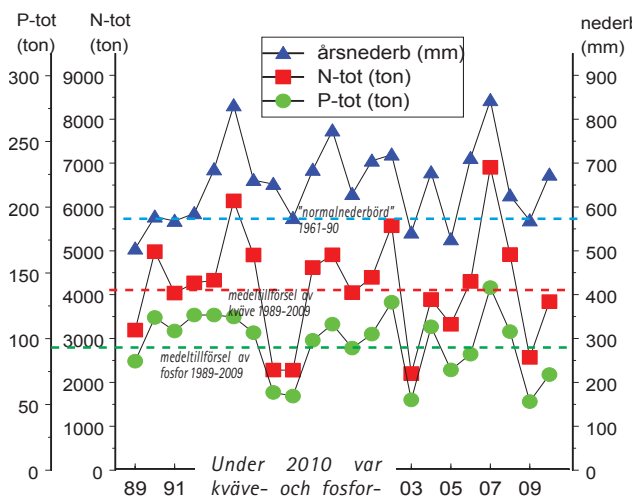 P-tot
(ton)
N-tot
(ton)
nederb
(mm)
årsnederb (mm)
N-tot (ton)
P-tot (ton)
300
250
200
150
100
50
0
9000
8000
7000
6000
5000
4000
3000
2000
1000
0
900
800
700
600
500
400
300
200
100
0
"normalnederbörd"
1961-90
medeltillförsel av
kväve 1989-2009
medeltillförsel av
fosfor 1989-2009
89 91 03 05 07 09
Under 2010 var
kväve- och fosfor-